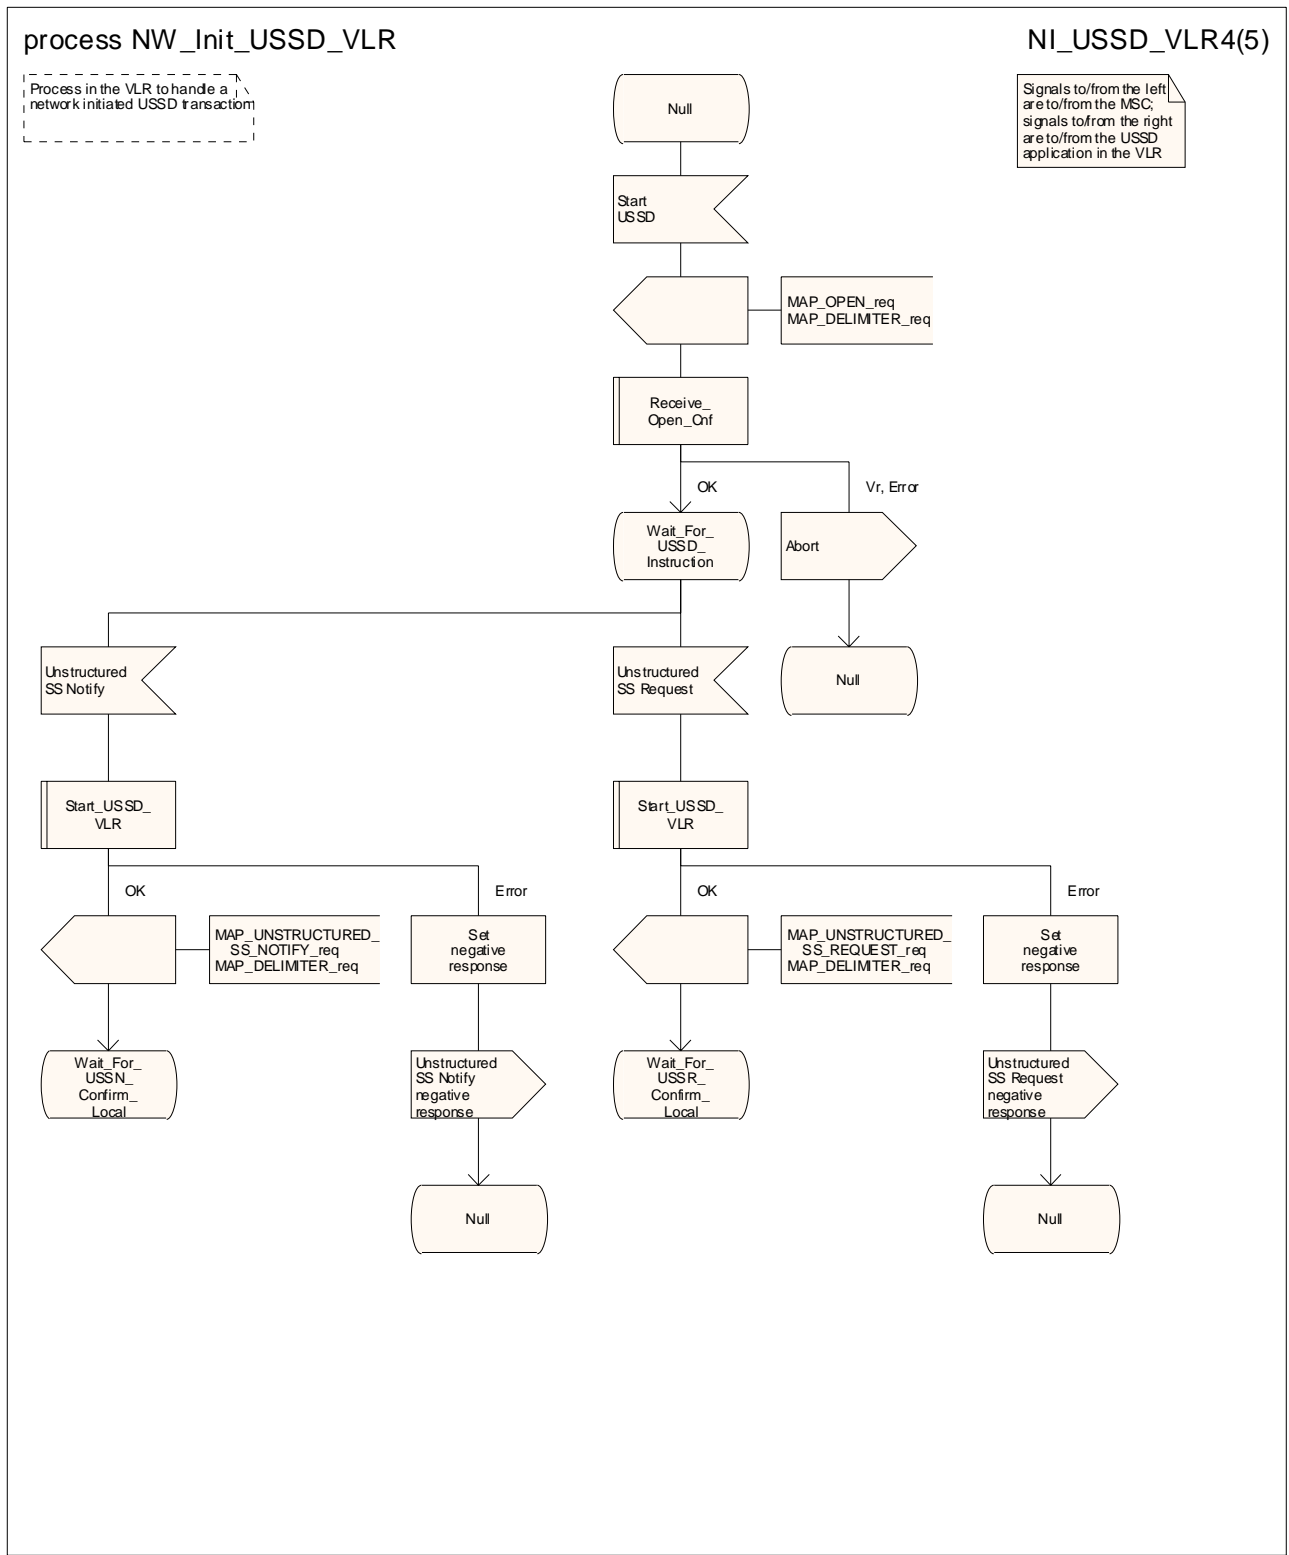 process NW_Init_USSD_VLR
NI_USSD_VLR4(5)
Process in the VLR to handle a
network initiated USSD transaction
Signals to/from the left
are to/from the MSC;
signals to/from the right
are to/from the USSD
application in the VLR
Null
Start
USSD
MAP_OPEN_req
MAP_DELIMITER_req
Receive_
Open_Cnf
OK
Vr, Error
Wait_For_
USSD_
Instruction
Abort
Unstructured
SS Notify
Unstructured
SS Request
Null
Start_USSD_
VLR
Start_USSD_
VLR
OK
Error
OK
Error
MAP_UNSTRUCTURED_
SS_NOTIFY_req
MAP_DELIMITER_req
Set
negative
response
MAP_UNSTRUCTURED_
SS_REQUEST_req
MAP_DELIMITER_req
Set
negative
response
Wait_For_
USSN_
Confirm_
Local
Unstructured
SS Notify
negative
response
Wait_For_
USSR_
Confirm_
Local
Unstructured
SS Request
negative
response
Null
Null